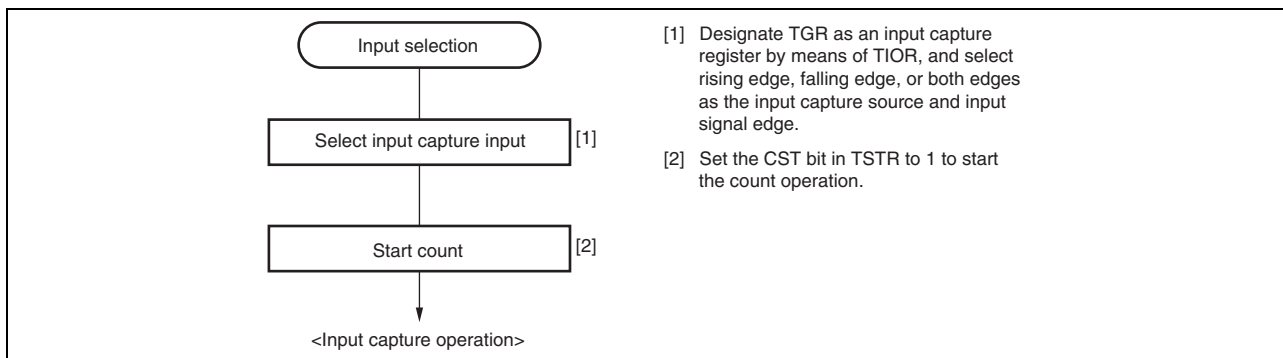 Input selection
Select input capture input
[1]
Start count
[2]
<Input capture operation>
[1] Designate TGR as an input capture
register by means of TIOR, and select
rising edge, falling edge, or both edges
as the input capture source and input
signal edge.
[2] Set the CST bit in TSTR to 1 to start
the count operation.